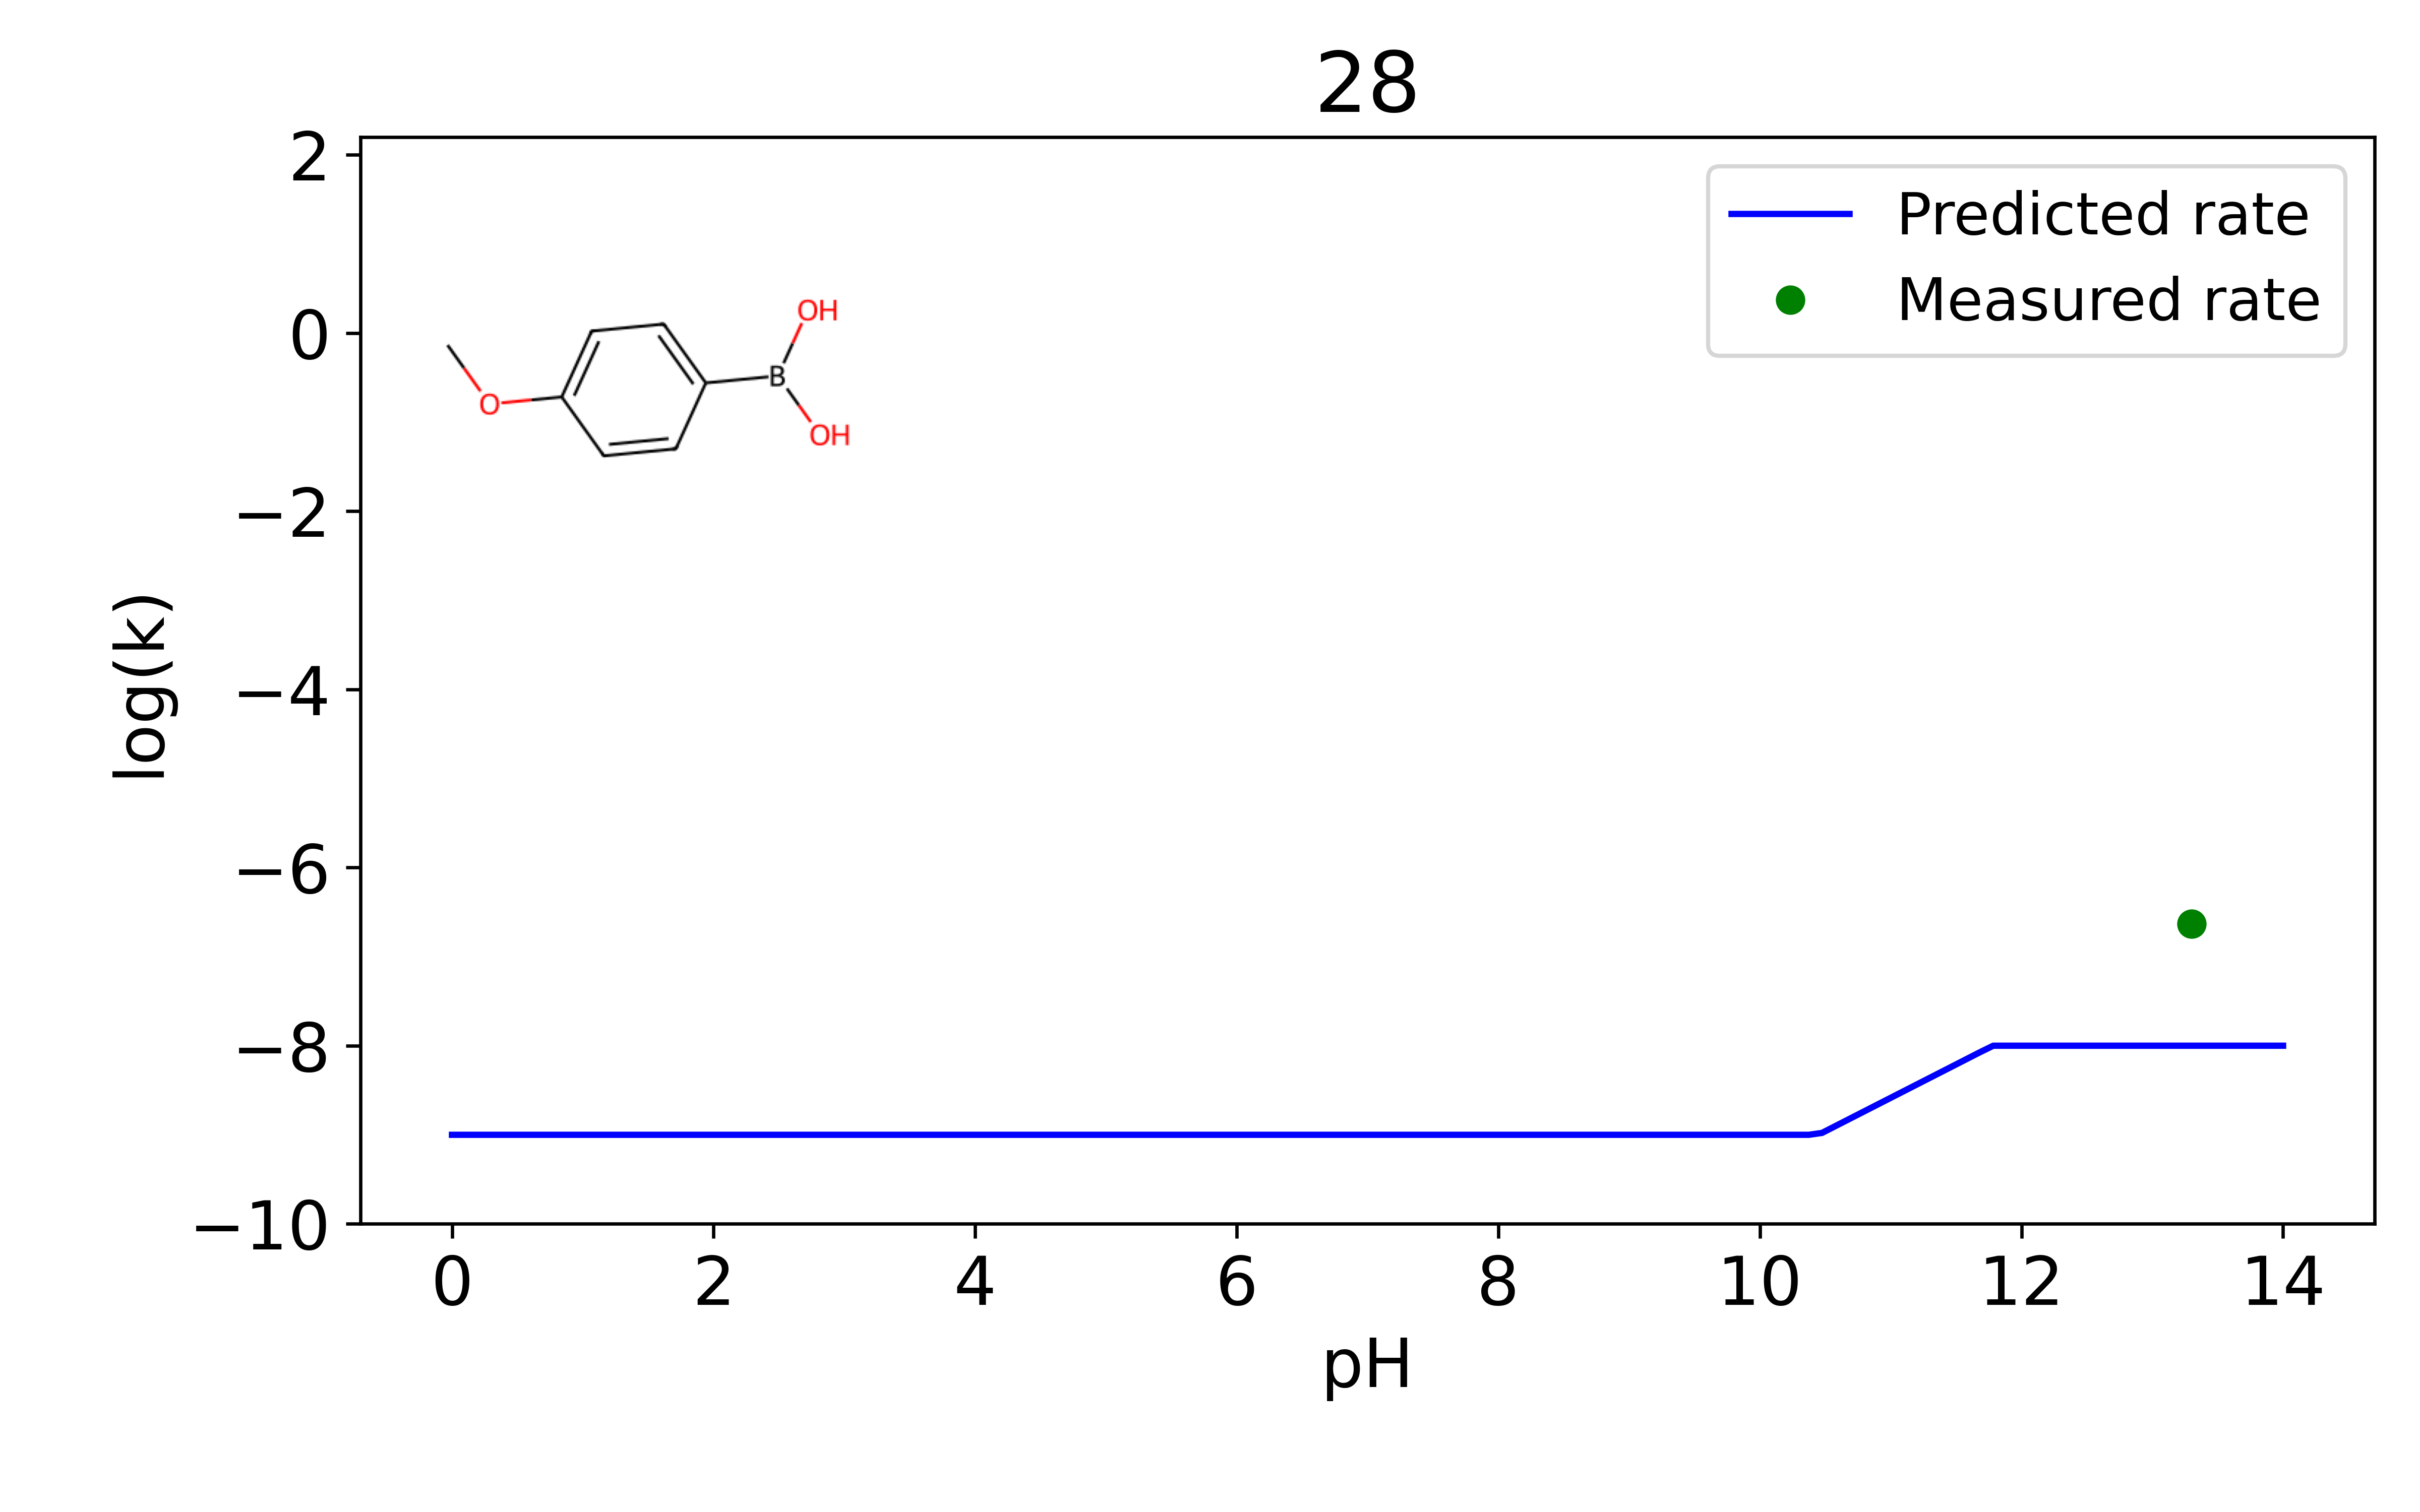 28
Predicted rate
Measured rate
log(k)
2
0
−2
−4
−6
−8
−10
OH
B
O
OH
0 2 4 6 8 10 12 14
pH